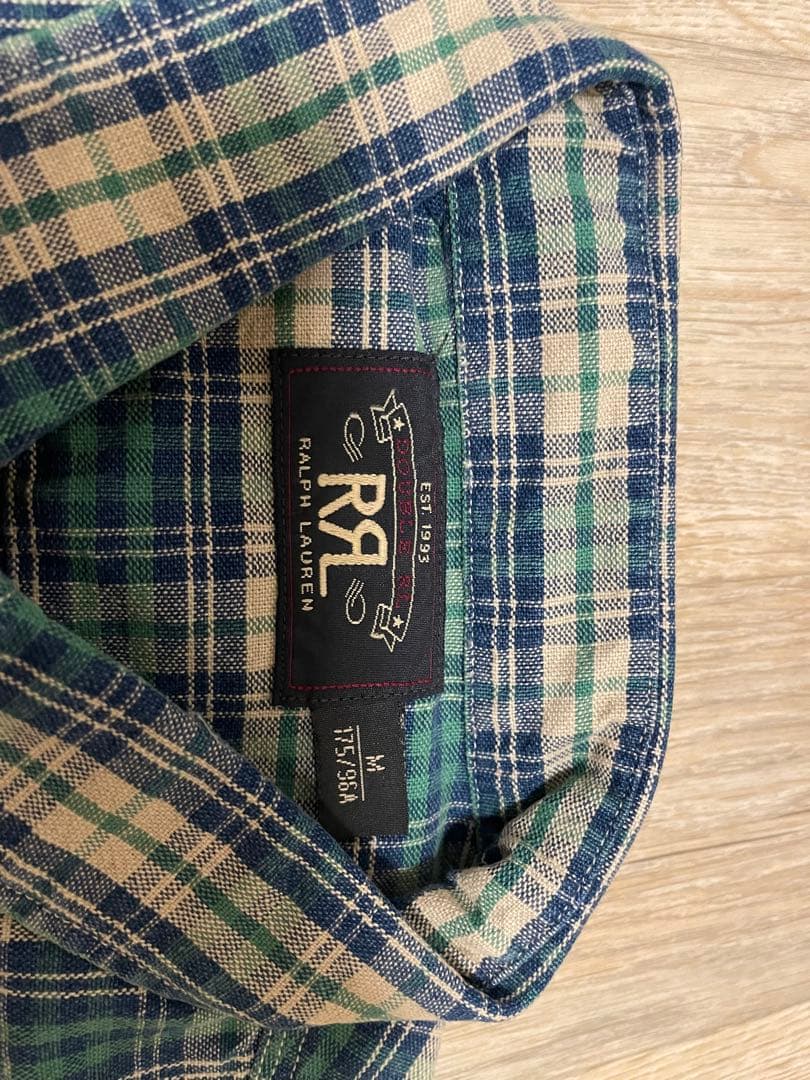 EST. 1993
DOUBLE RL
RRL
RALPH LAUREN
M
175/96A